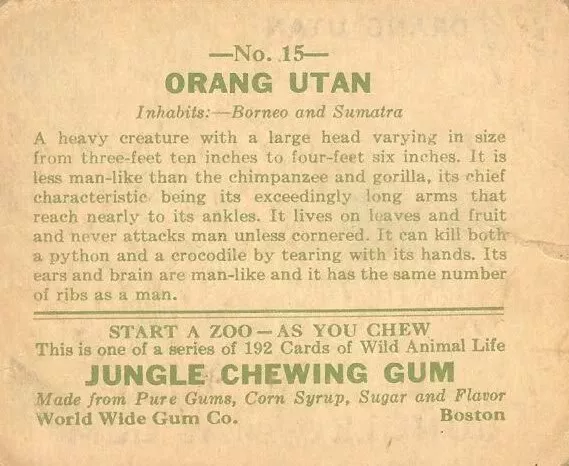 —No. 15—
ORANG UTAN
Inhabits:—Borneo and Sumatra
A heavy creature with a large head varying in size
from three-feet ten inches to four-feet six inches. It is
less man-like than the chimpanzee and gorilla, its chief
characteristic being its exceedingly long arms that
reach nearly to its ankles. It lives on leaves and fruit
and never attacks man unless cornered. It can kill both
a python and a crocodile by tearing with its hands. Its
ears and brain are man-like and it has the same number
of ribs as a man.
START A ZOO—AS YOU CHEW
This is one of a series of 192 Cards of Wild Animal Life
JUNGLE CHEWING GUM
Made from Pure Gums, Corn Syrup, Sugar and Flavor
World Wide Gum Co. Boston